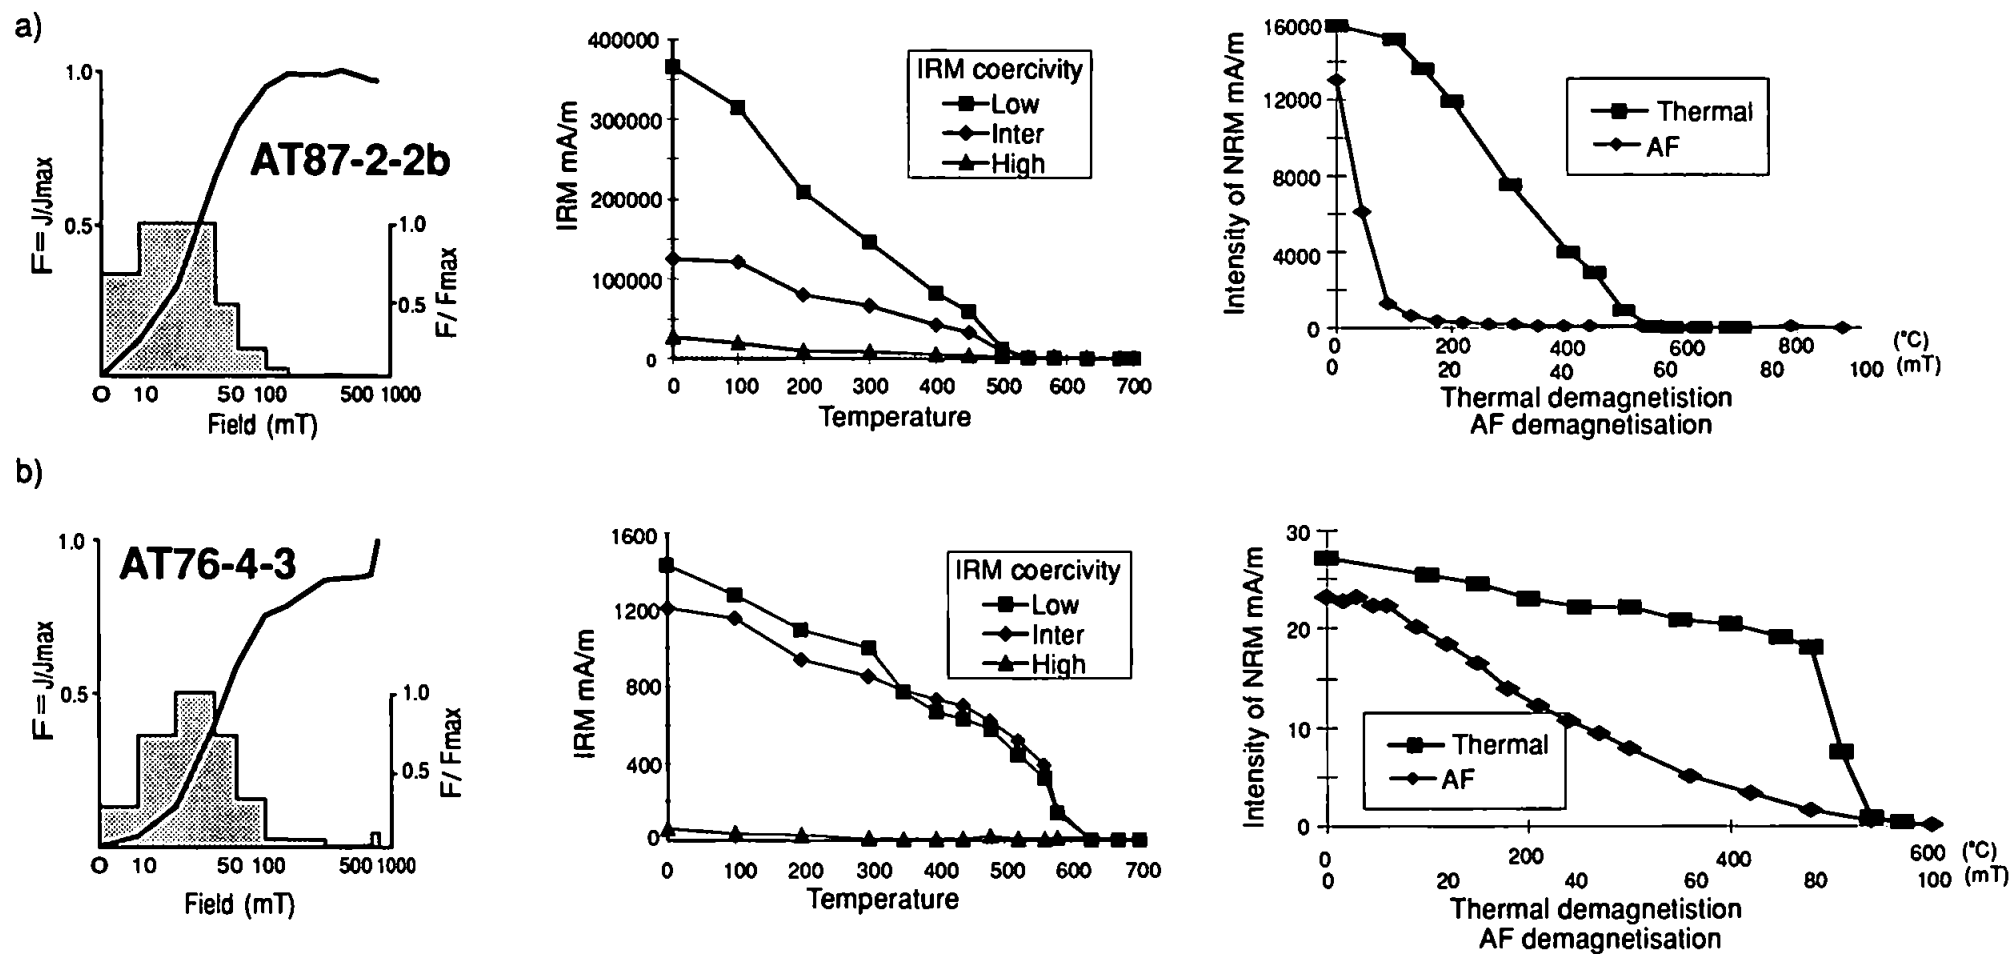 a)
1.0
0.5
F = J/Jmax
AT87-2-2b
1.0
0.5
F/ Fmax
0 10 50 100 500 1000
Field (mT)
400000
300000
200000
100000
0
IRM mA/m
IRM coercivity
Low
Inter
High
0 100 200 300 400 500 600 700
Temperature
16000
12000
8000
4000
0
Intensity of NRM mA/m
Thermal
AF
0 200 400 600 800 (°C)
0 20 40 60 80 100 (mT)
Thermal demagnetistion
AF demagnetisation
b)
1.0
0.5
F = J/Jmax
AT76-4-3
1.0
0.5
F/ Fmax
0 10 50 100 500 1000
Field (mT)
1600
1200
800
400
0
IRM mA/m
IRM coercivity
Low
Inter
High
0 100 200 300 400 500 600 700
Temperature
30
20
10
0
Intensity of NRM mA/m
Thermal
AF
0 200 400 600 (°C)
0 20 40 60 80 100 (mT)
Thermal demagnetistion
AF demagnetisation